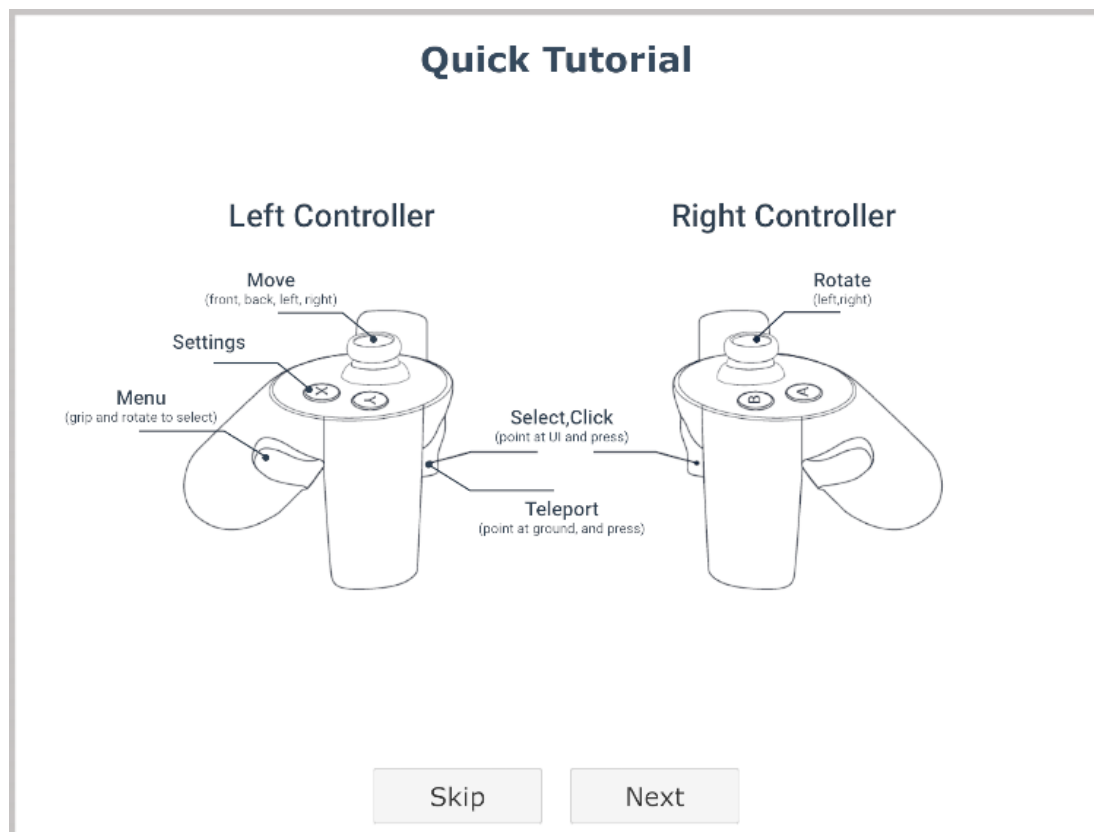 Quick Tutorial
Left Controller
Right Controller
Move
(front, back, left, right)
Rotate
(left,right)
Settings
Menu
(grip and rotate to select)
X
Y
B
A
Select,Click
(point at UI and press)
Teleport
(point at ground, and press)
Skip
Next